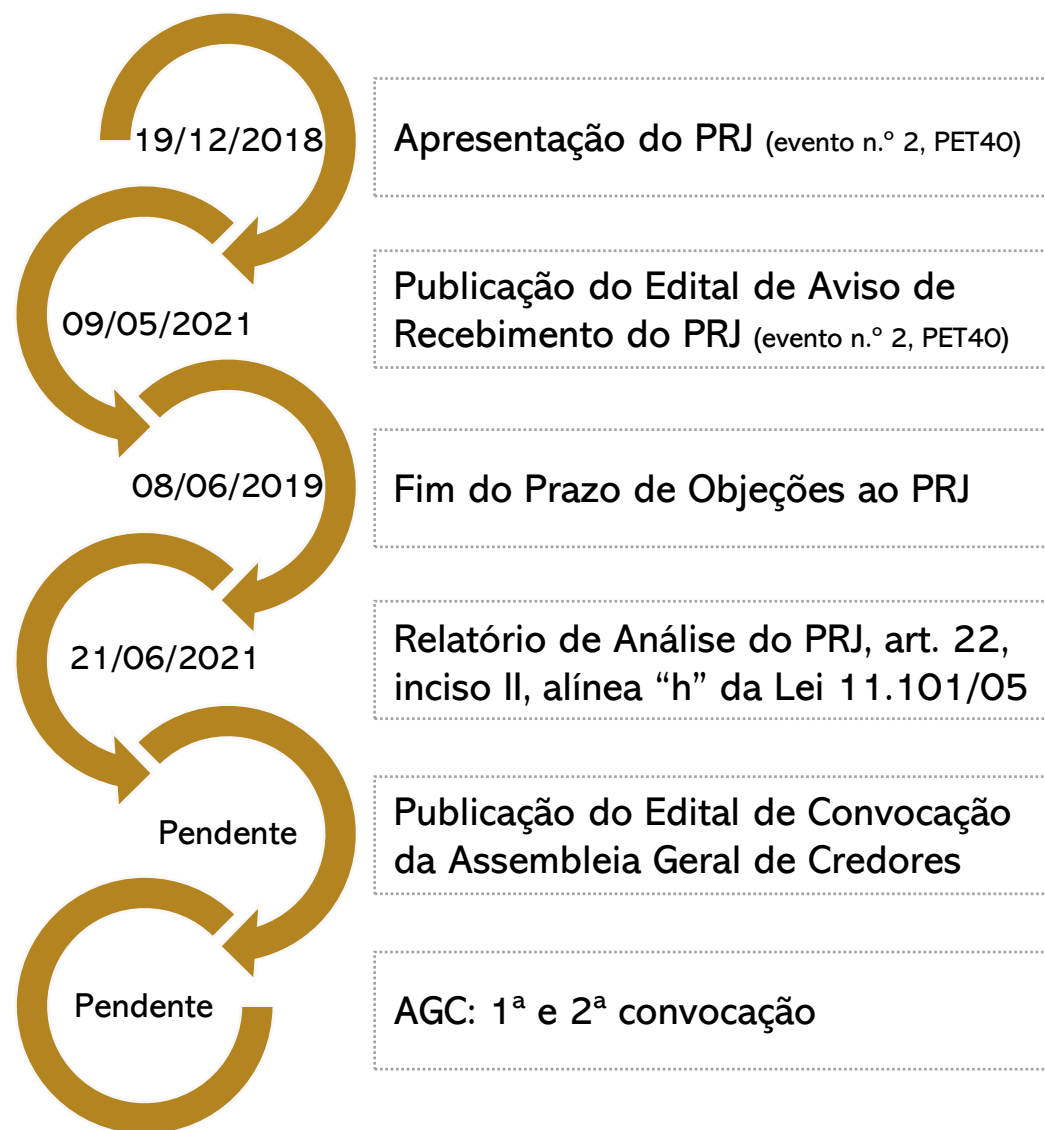 19/12/2018
Apresentação do PRJ (evento n.º 2, PET40)
09/05/2021
Publicação do Edital de Aviso de
Recebimento do PRJ (evento n.º 2, PET40)
08/06/2019
Fim do Prazo de Objeções ao PRJ
21/06/2021
Relatório de Análise do PRJ, art. 22,
inciso II, alínea “h” da Lei 11.101/05
Pendente
Publicação do Edital de Convocação
da Assembleia Geral de Credores
Pendente
AGC: 1ª e 2ª convocação